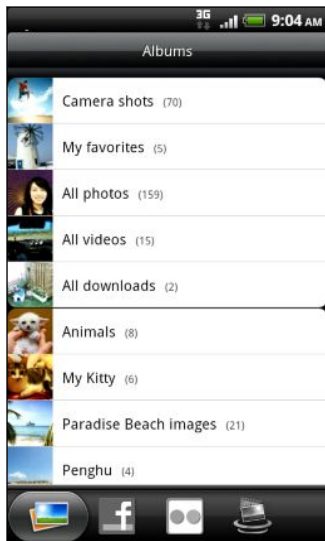 3G 9:04 AM
Albums
Camera shots (70)
My favorites (5)
All photos (159)
All videos (15)
All downloads (2)
Animals (8)
My Kitty (6)
Paradise Beach images (21)
Penghu (4)
f